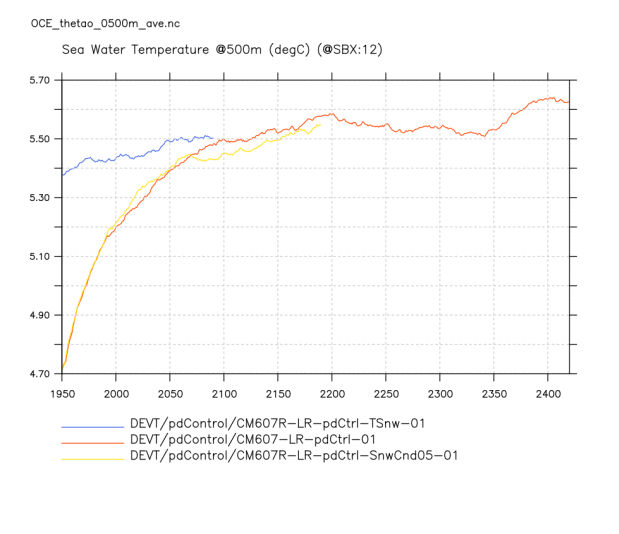 OCE_thetao_0500m_ave.nc
Sea Water Temperature @500m (degC) (@SBX:12)
5.70
5.50
5.30
5.10
4.90
4.70
1950 2000 2050 2100 2150 2200 2250 2300 2350 2400
DEVT/pdControl/CM607R-LR-pdCtrl-TSnw-01
DEVT/pdControl/CM607-LR-pdCtrl-01
DEVT/pdControl/CM607R-LR-pdCtrl-SnwCnd05-01